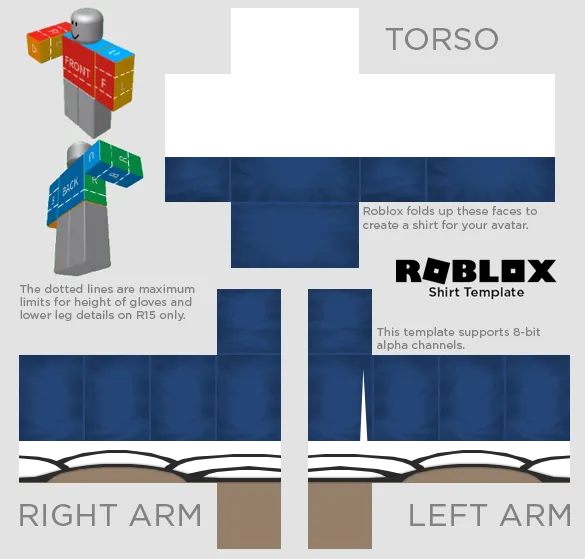 TORSO
FRONT
F
L
R
U
BACK
B
R
U
B
R
Roblox folds up these faces to
create a shirt for your avatar.
ROBLOX
Shirt Template
The dotted lines are maximum
limits for height of gloves and
lower leg details on R15 only.
This template supports 8-bit
alpha channels.
RIGHT ARM
LEFT ARM